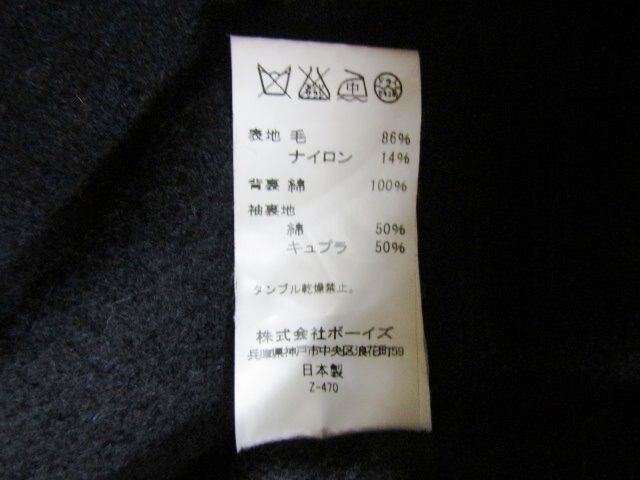 中
表地 毛 86%
ナイロン 14%
背裏 綿 100%
袖裏地
綿 50%
キュプラ 50%
タンブル乾燥禁止。
株式会社ボーイズ
兵庫県神戸市中央区浪花町59
日本製
Z-470